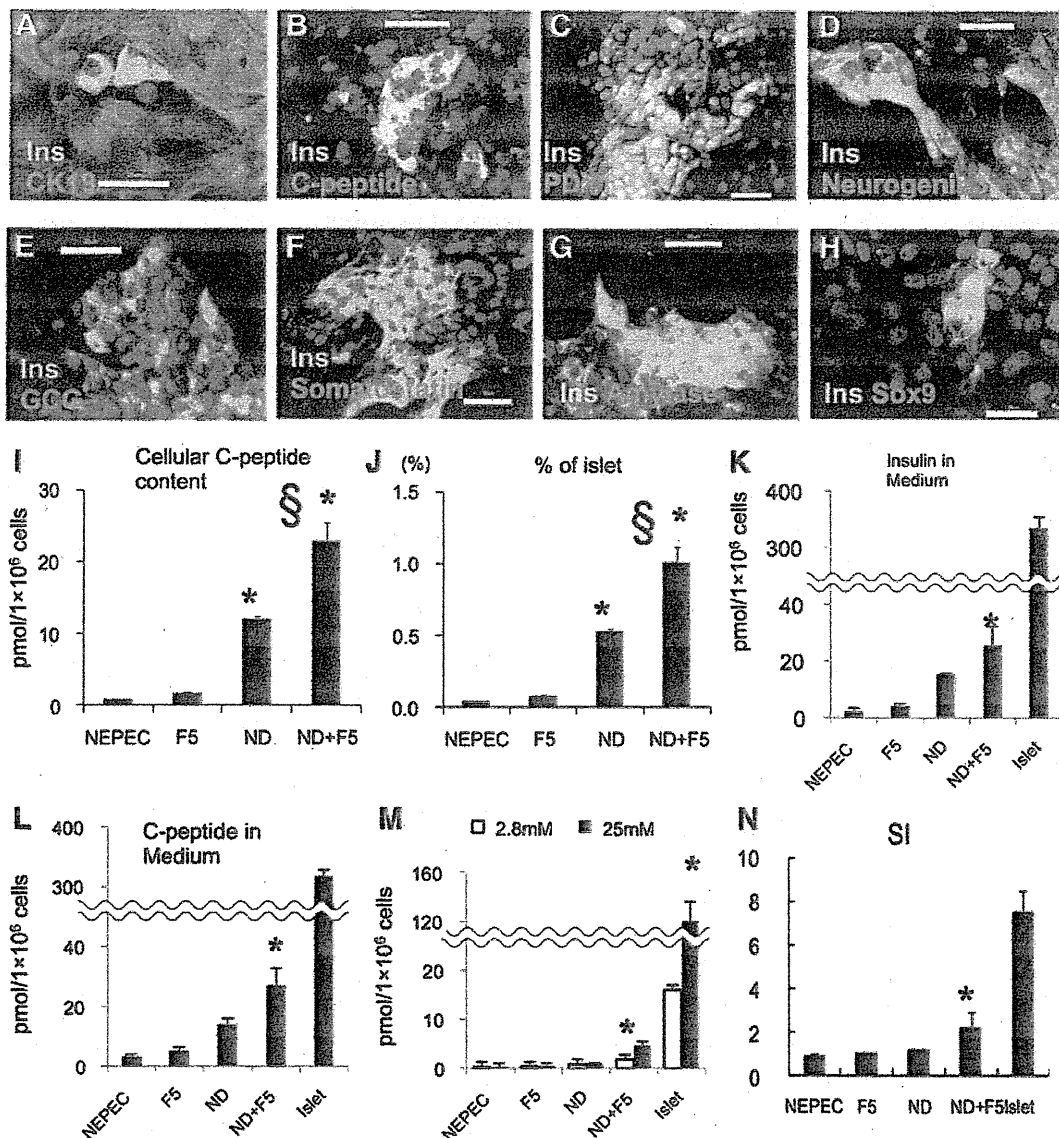 A
Ins
B
Ins
C-peptide
C
Ins
D
Ins
E
Ins
F
Ins
G
Ins
H
Ins Sox9
I
Cellular C-peptide
content
pmol/1×10⁶ cells
30
20
10
0
§
*
*
NEPEC F5 ND ND+F5
J
(%)
% of islet
1.5
1.0
0.5
0.0
§
*
*
NEPEC F5 ND ND+F5
K
Insulin in
Medium
pmol/1×10⁶ cells
400
300
40
20
0
*
NEPEC F5 ND ND+F5 Islet
L
C-peptide in
Medium
pmol/1×10⁶ cells
400
300
40
20
0
*
NEPEC F5 ND ND+F5 Islet
M
2.8mM 25mM
pmol/1×10⁶ cells
160
120
20
10
0
*
*
NEPEC F5 ND ND+F5 Islet
N
SI
10
8
6
4
2
0
*
NEPEC F5 ND ND+F5 Islet